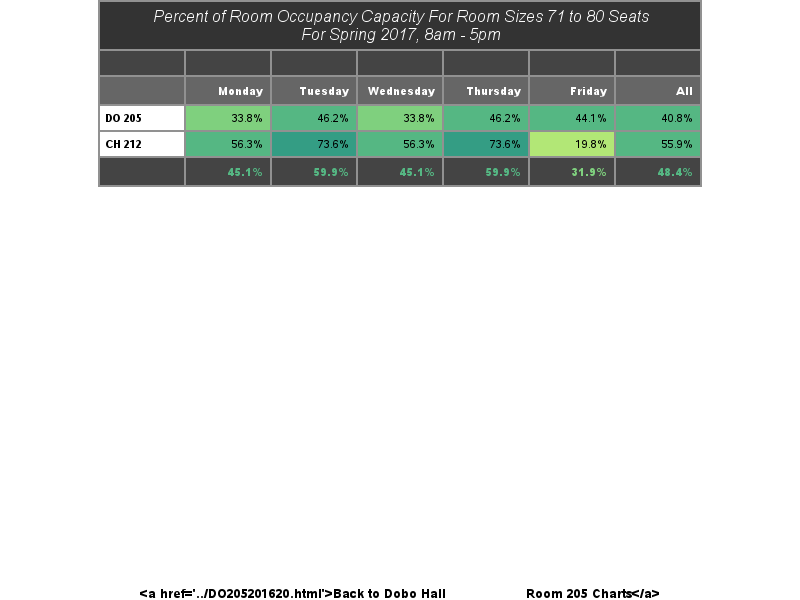 Percent of Room Occupancy Capacity For Room Sizes 71 to 80 Seats
For Spring 2017, 8am - 5pm
Monday Tuesday Wednesday Thursday Friday All
DO 205 33.8% 46.2% 33.8% 46.2% 44.1% 40.8%
CH 212 56.3% 73.6% 56.3% 73.6% 19.8% 55.9%
45.1% 59.9% 45.1% 59.9% 31.9% 48.4%
<a href='../DO205201620.html'>Back to Dobo Hall Room 205 Charts</a>